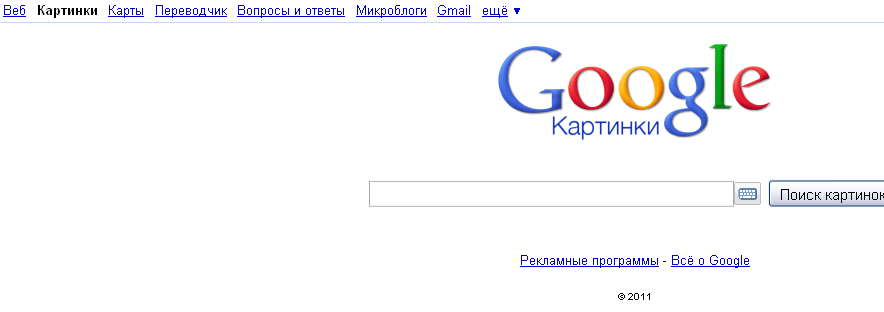 Веб Картинки Карты Переводчик Вопросы и ответы Микроблоги Gmail ещё ▼
Google
Картинки
Поиск картинок
Рекламные программы - Всё о Google
© 2011